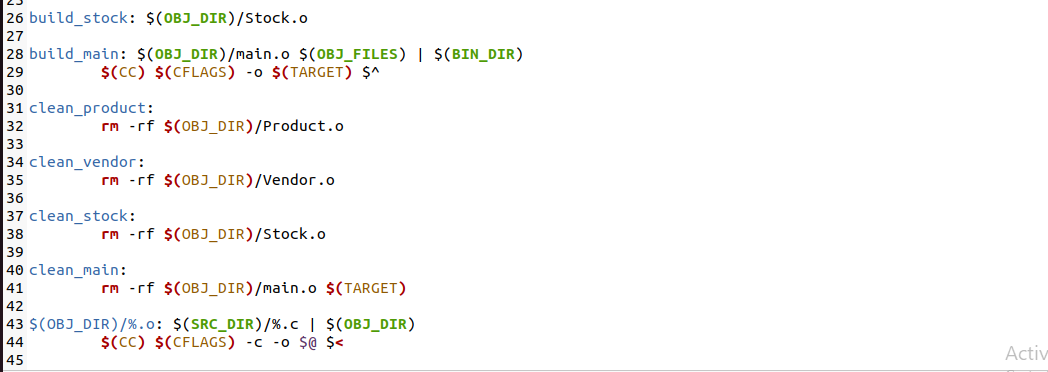 25
26 build_stock: $(OBJ_DIR)/Stock.o
27
28 build_main: $(OBJ_DIR)/main.o $(OBJ_FILES) | $(BIN_DIR)
29         $(CC) $(CFLAGS) -o $(TARGET) $^
30
31 clean_product:
32         rm -rf $(OBJ_DIR)/Product.o
33
34 clean_vendor:
35         rm -rf $(OBJ_DIR)/Vendor.o
36
37 clean_stock:
38         rm -rf $(OBJ_DIR)/Stock.o
39
40 clean_main:
41         rm -rf $(OBJ_DIR)/main.o $(TARGET)
42
43 $(OBJ_DIR)/%.o: $(SRC_DIR)/%.c | $(OBJ_DIR)
44         $(CC) $(CFLAGS) -c -o $@ $<
45
Activ